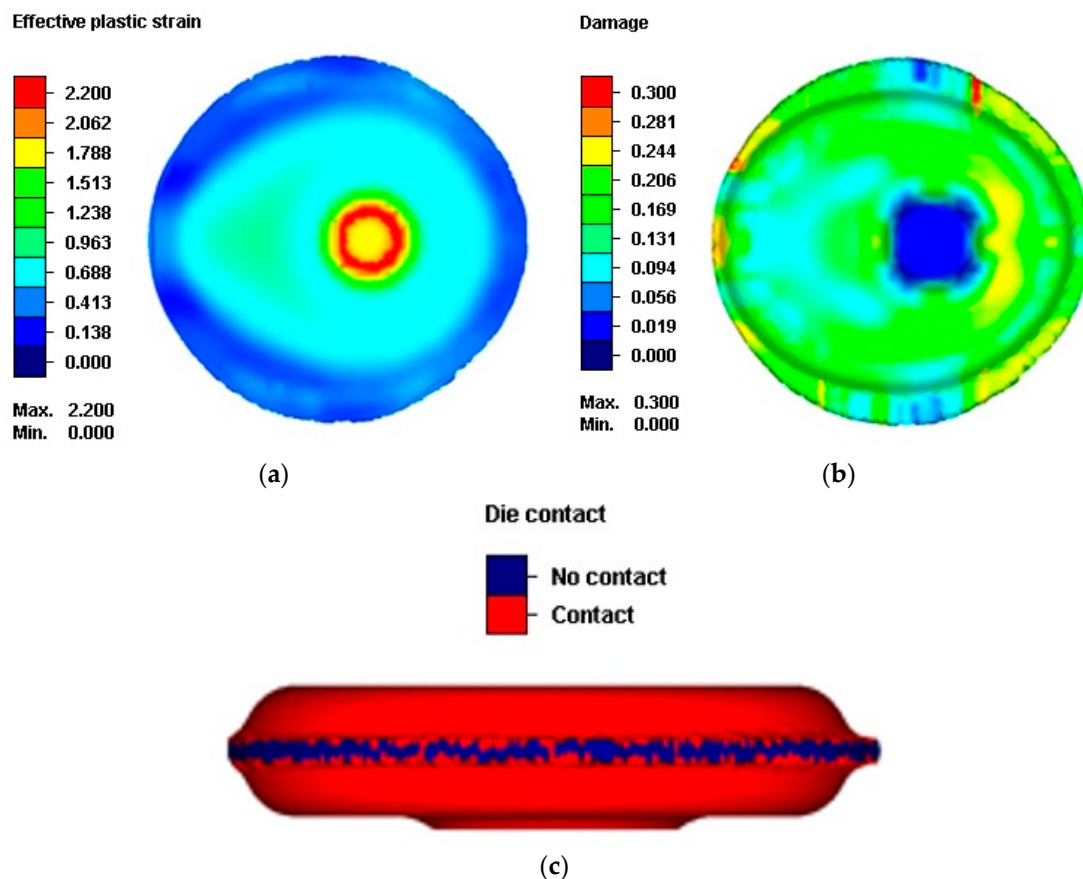 Effective plastic strain
2.200
2.062
1.788
1.513
1.238
0.963
0.688
0.413
0.138
0.000
Max. 2.200
Min. 0.000
(a)
Damage
0.300
0.281
0.244
0.206
0.169
0.131
0.094
0.056
0.019
0.000
Max. 0.300
Min. 0.000
(b)
Die contact
No contact
Contact
(c)